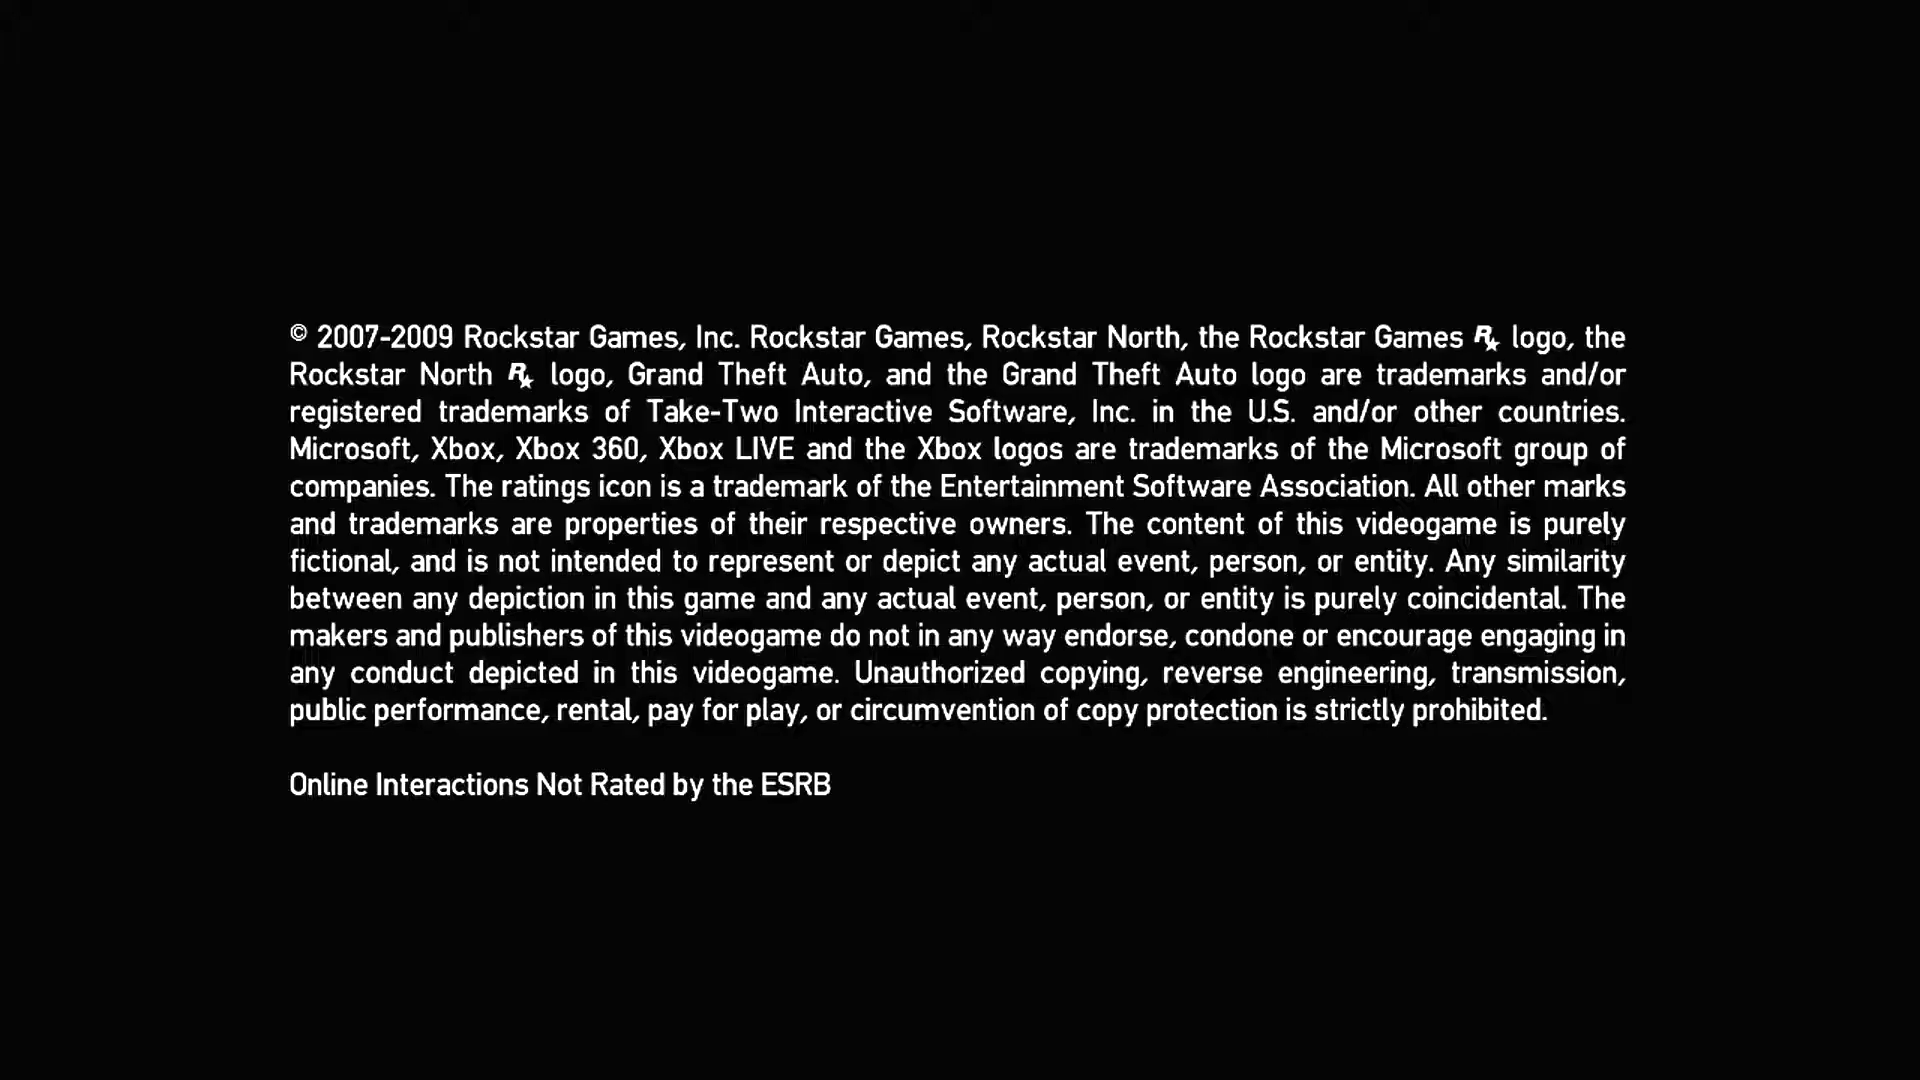 © 2007-2009 Rockstar Games, Inc. Rockstar Games, Rockstar North, the Rockstar Games R★ logo, the
Rockstar North R★ logo, Grand Theft Auto, and the Grand Theft Auto logo are trademarks and/or
registered trademarks of Take-Two Interactive Software, Inc. in the U.S. and/or other countries.
Microsoft, Xbox, Xbox 360, Xbox LIVE and the Xbox logos are trademarks of the Microsoft group of
companies. The ratings icon is a trademark of the Entertainment Software Association. All other marks
and trademarks are properties of their respective owners. The content of this videogame is purely
fictional, and is not intended to represent or depict any actual event, person, or entity. Any similarity
between any depiction in this game and any actual event, person, or entity is purely coincidental. The
makers and publishers of this videogame do not in any way endorse, condone or encourage engaging in
any conduct depicted in this videogame. Unauthorized copying, reverse engineering, transmission,
public performance, rental, pay for play, or circumvention of copy protection is strictly prohibited.
Online Interactions Not Rated by the ESRB